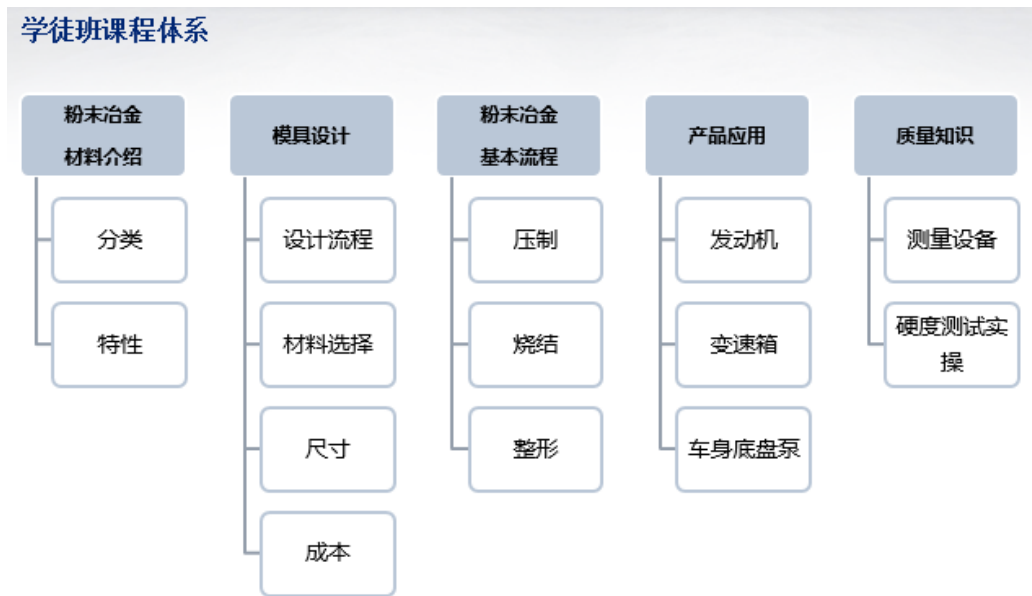 学徒班课程体系
粉末冶金
材料介绍
分类
特性
模具设计
设计流程
材料选择
尺寸
成本
粉末冶金
基本流程
压制
烧结
整形
产品应用
发动机
变速箱
车身底盘泵
质量知识
测量设备
硬度测试实
操